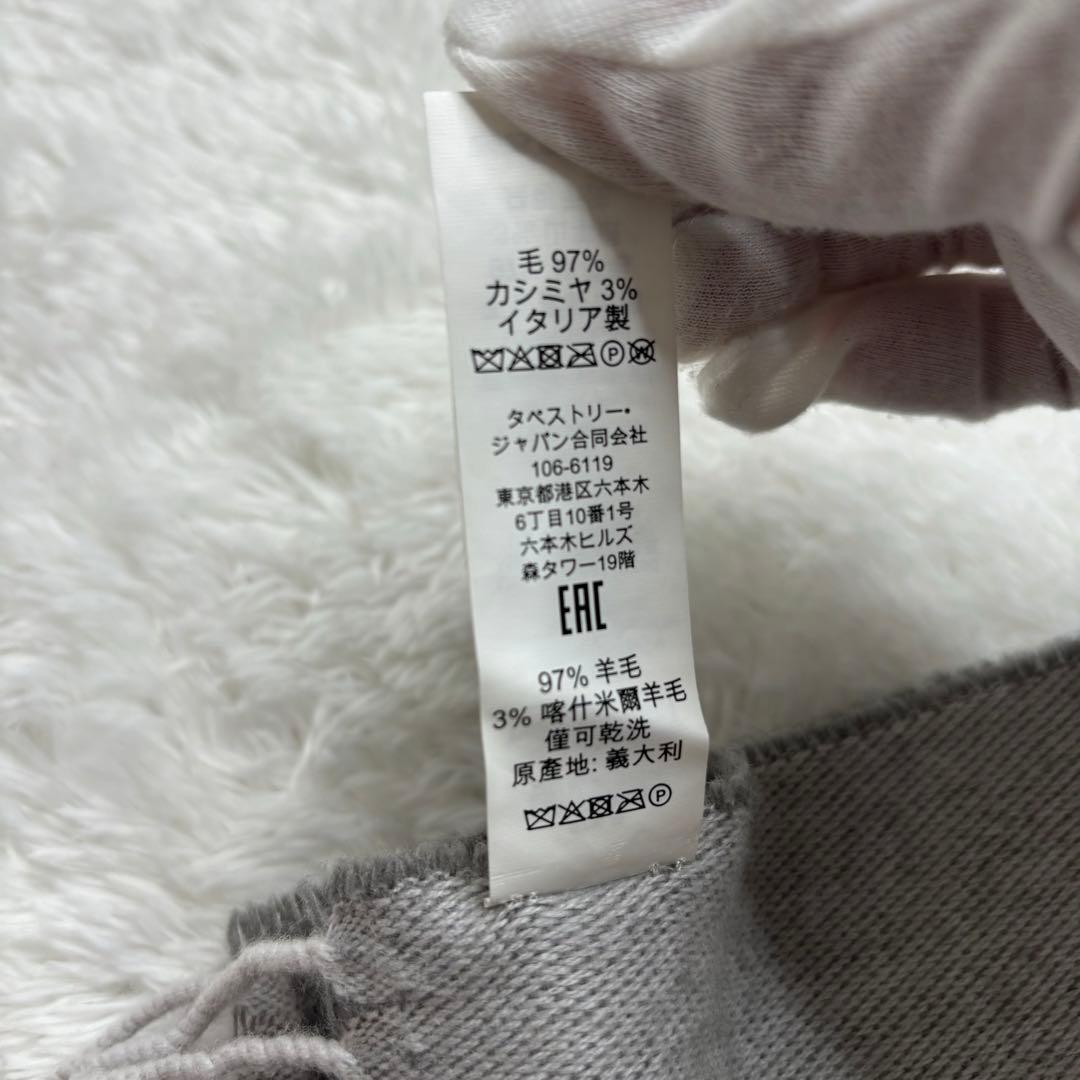 毛 97%
カシミヤ 3%
イタリア製
P W
タペストリー・
ジャパン合同会社
106-6119
東京都港区六本木
6丁目10番1号
六本木ヒルズ
森タワー19階
EAC
97% 羊毛
3% 喀什米爾羊毛
僅可乾洗
原產地: 義大利
P